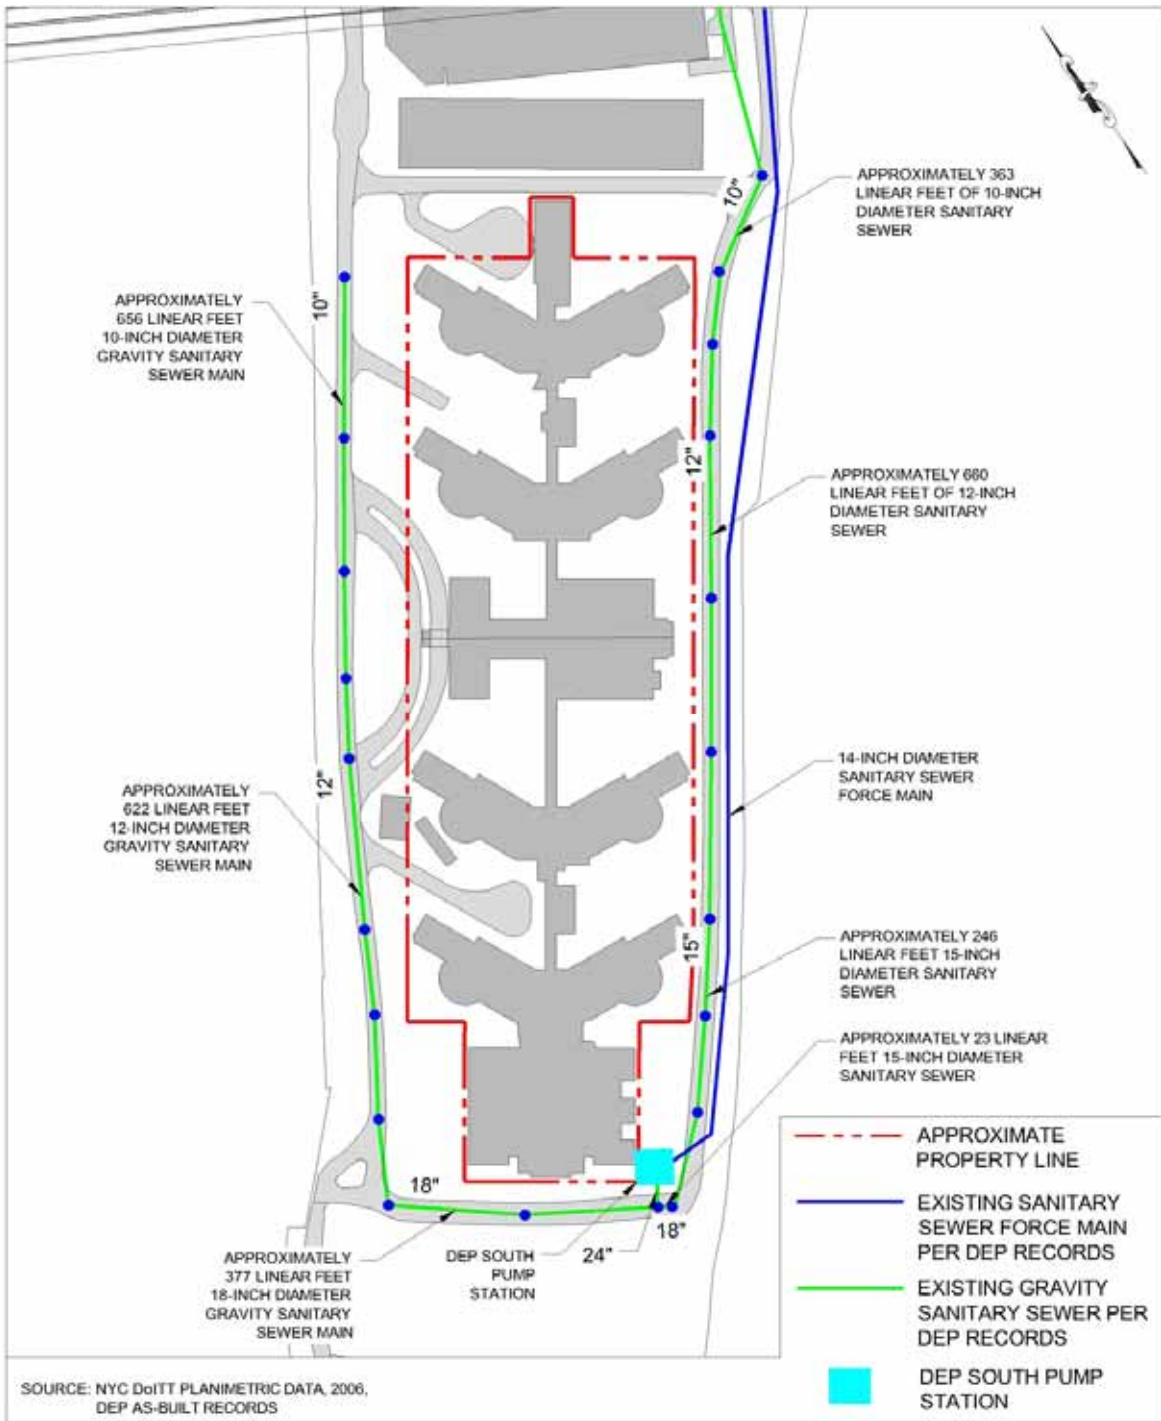 APPROXIMATELY 363
LINEAR FEET OF 10-INCH
DIAMETER SANITARY
SEWER
10"
10"
APPROXIMATELY
656 LINEAR FEET
10-INCH DIAMETER
GRAVITY SANITARY
SEWER MAIN
12"
APPROXIMATELY 660
LINEAR FEET OF 12-INCH
DIAMETER SANITARY
SEWER
12"
14-INCH DIAMETER
SANITARY SEWER
FORCE MAIN
APPROXIMATELY
622 LINEAR FEET
12-INCH DIAMETER
GRAVITY SANITARY
SEWER MAIN
15"
APPROXIMATELY 246
LINEAR FEET 15-INCH
DIAMETER SANITARY
SEWER
APPROXIMATELY 23 LINEAR
FEET 15-INCH DIAMETER
SANITARY SEWER
18"
18"
24"
APPROXIMATELY
377 LINEAR FEET
18-INCH DIAMETER
GRAVITY SANITARY
SEWER MAIN
DEP SOUTH
PUMP
STATION
APPROXIMATE
PROPERTY LINE
EXISTING SANITARY
SEWER FORCE MAIN
PER DEP RECORDS
EXISTING GRAVITY
SANITARY SEWER PER
DEP RECORDS
DEP SOUTH PUMP
STATION
SOURCE: NYC DoITT PLANIMETRIC DATA, 2006,
DEP AS-BUILT RECORDS